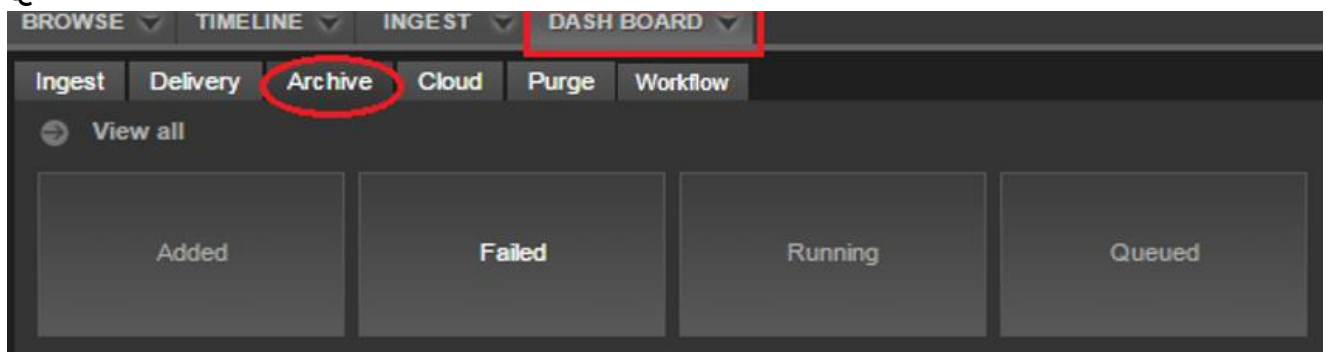 BROWSE TIMELINE INGEST DASH BOARD
Ingest Delivery Archive Cloud Purge Workflow
View all
Added Failed Running Queued